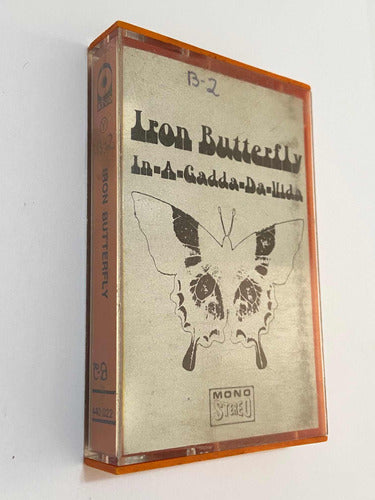 B-2
Iron Butterfly
In-A-Gadda-Da-Vida
MONO
STEREO
IRON BUTTERFLY